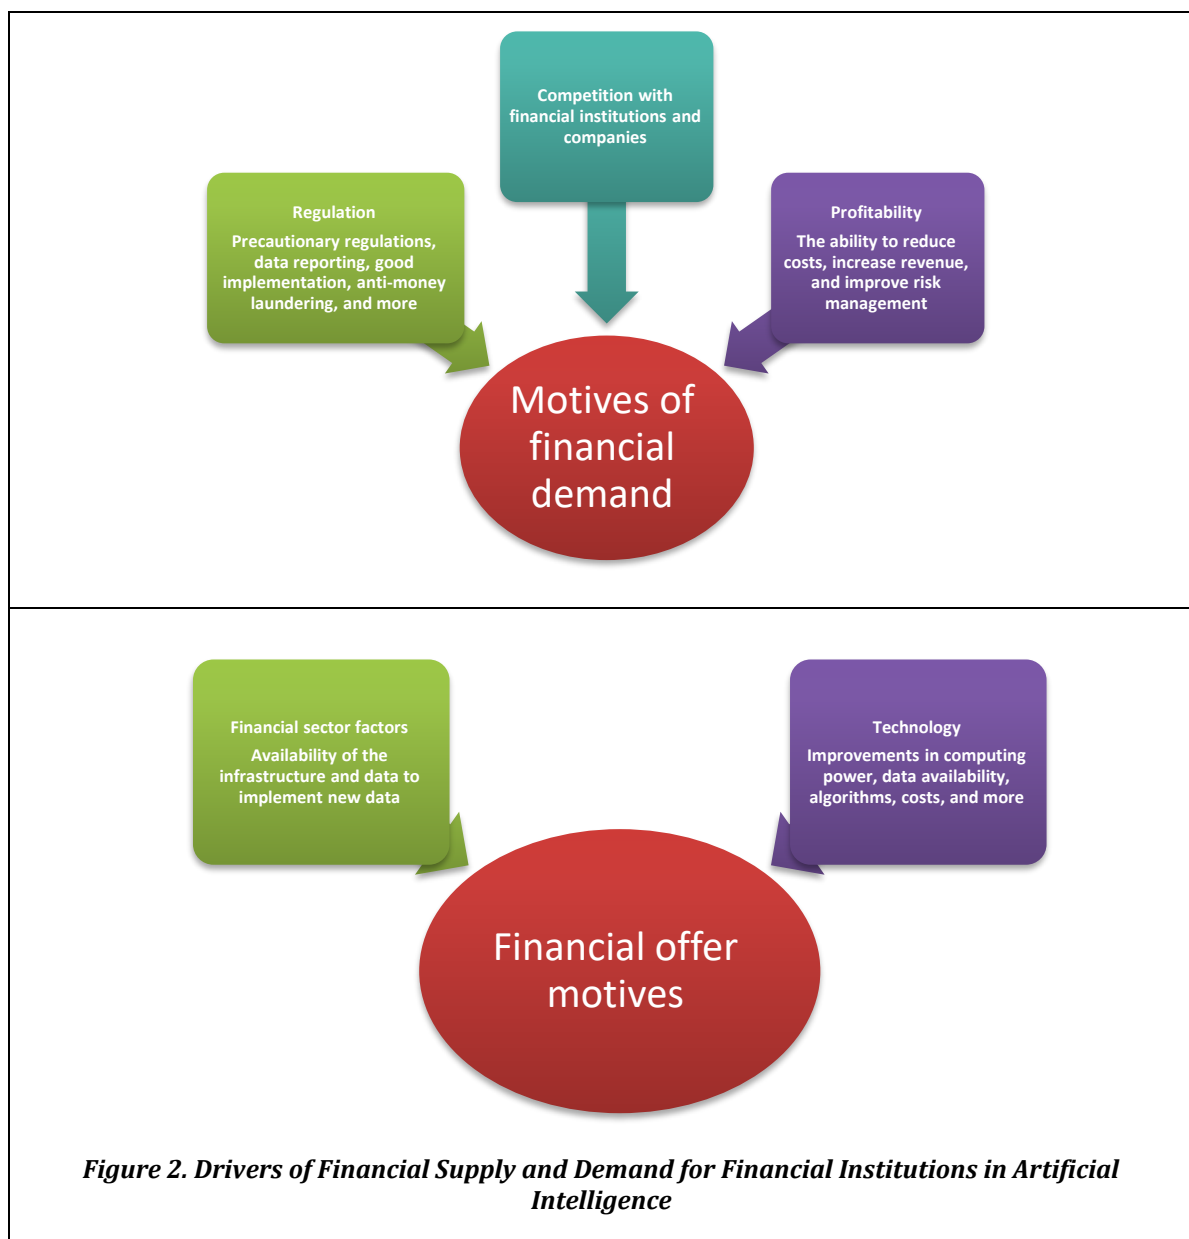 Competition with
financial institutions and
companies
Regulation
Precautionary regulations,
data reporting, good
implementation, anti-money
laundering, and more
Profitability
The ability to reduce
costs, increase revenue,
and improve risk
management
Motives of
financial
demand
Financial sector factors
Availability of the
infrastructure and data to
implement new data
Technology
Improvements in computing
power, data availability,
algorithms, costs, and more
Financial offer
motives
Figure 2. Drivers of Financial Supply and Demand for Financial Institutions in Artificial
Intelligence